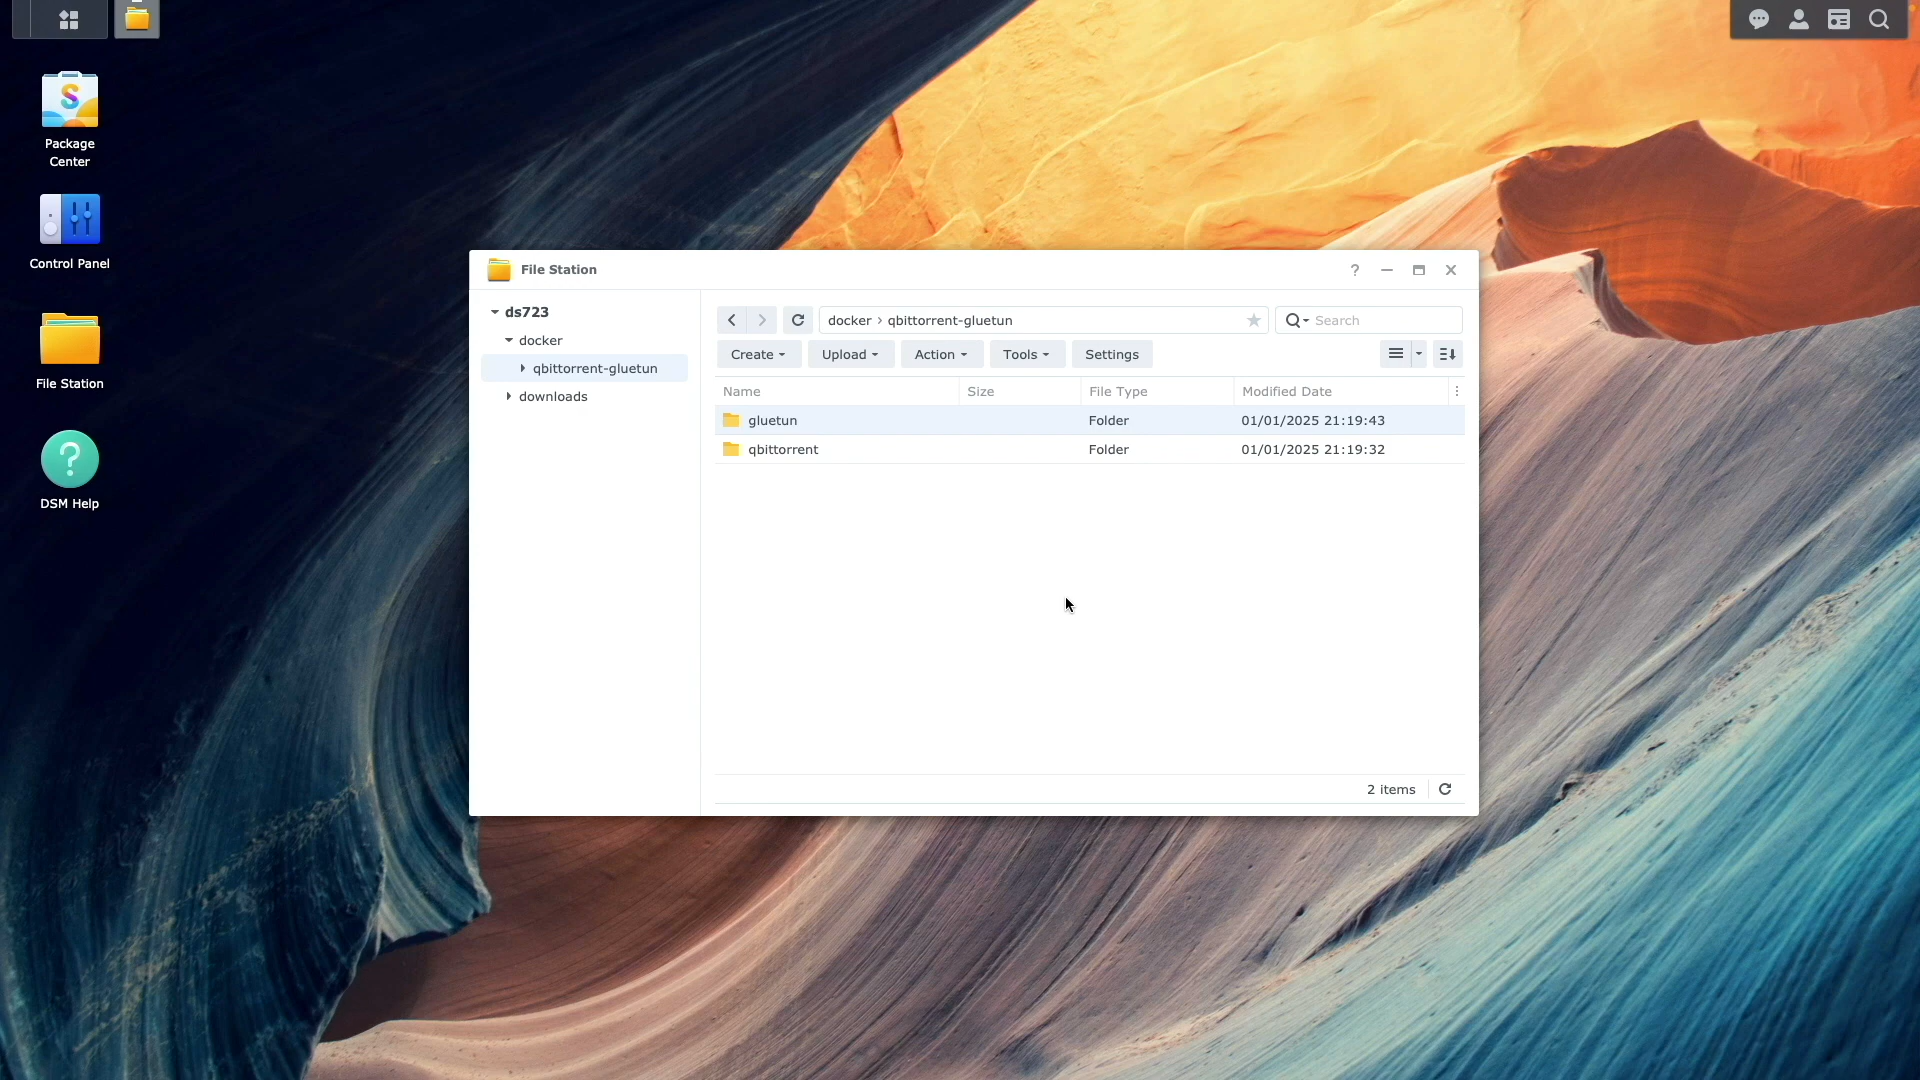 Package
Center
Control Panel
File Station
DSM Help
File Station
ds723
docker
qbittorrent-gluetun
downloads
docker › qbittorrent-gluetun
Search
Create Upload Action Tools Settings
Name Size File Type Modified Date
gluetun Folder 01/01/2025 21:19:43
qbittorrent Folder 01/01/2025 21:19:32
2 items